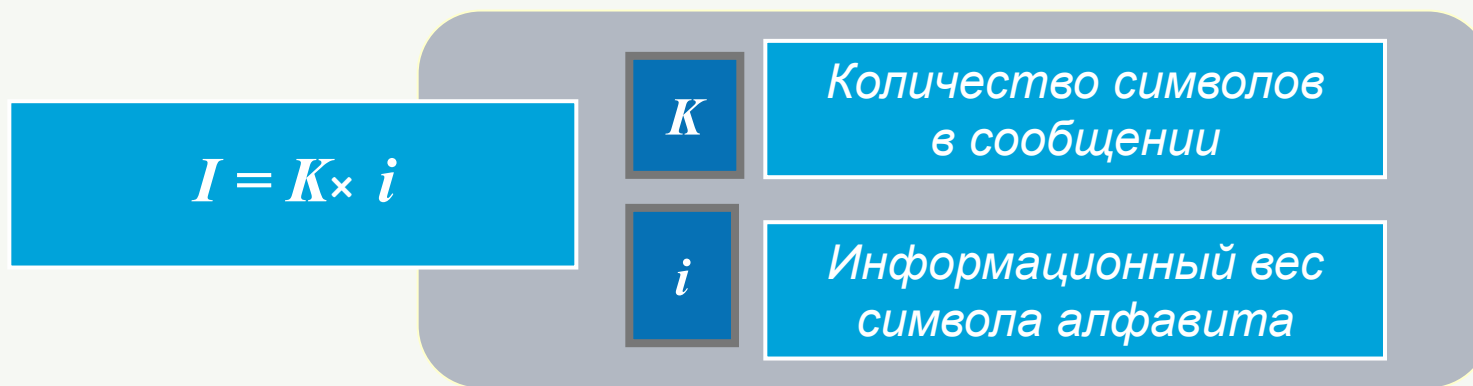 I = K× i
K
Количество символов
в сообщении
i
Информационный вес
символа алфавита